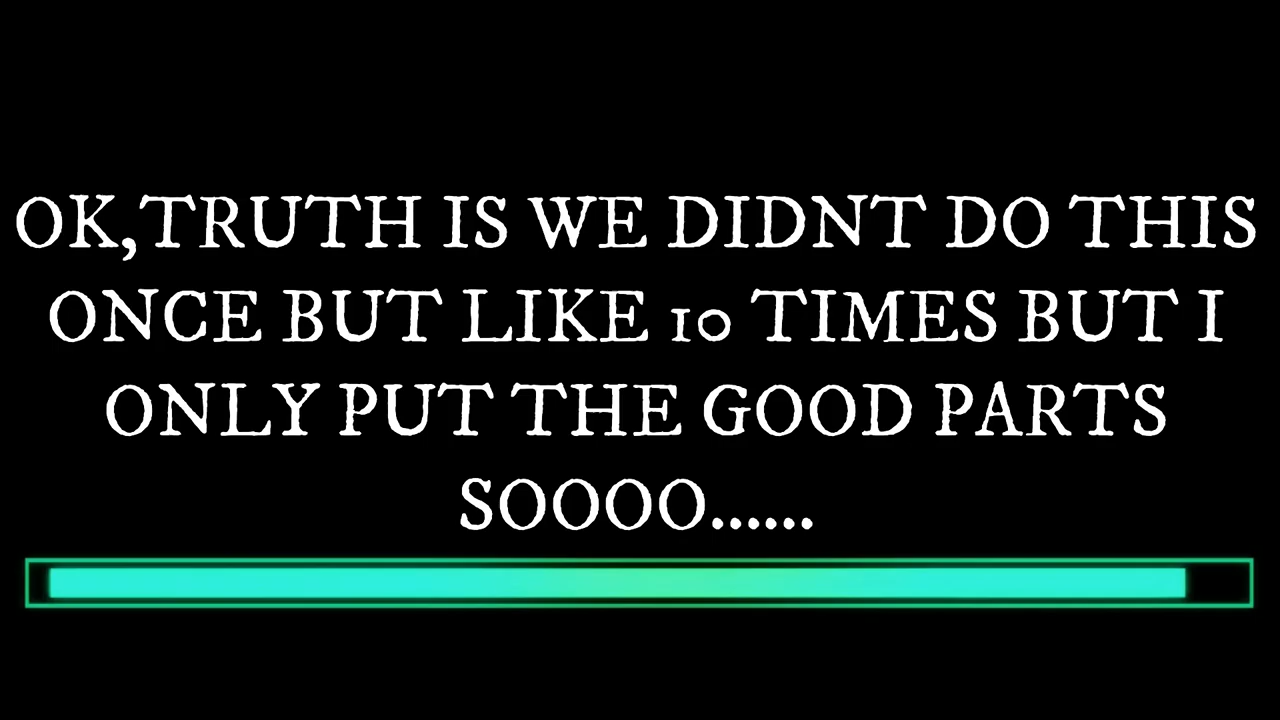 OK,TRUTH IS WE DIDNT DO THIS
ONCE BUT LIKE 10 TIMES BUT I
ONLY PUT THE GOOD PARTS
SOOOO......